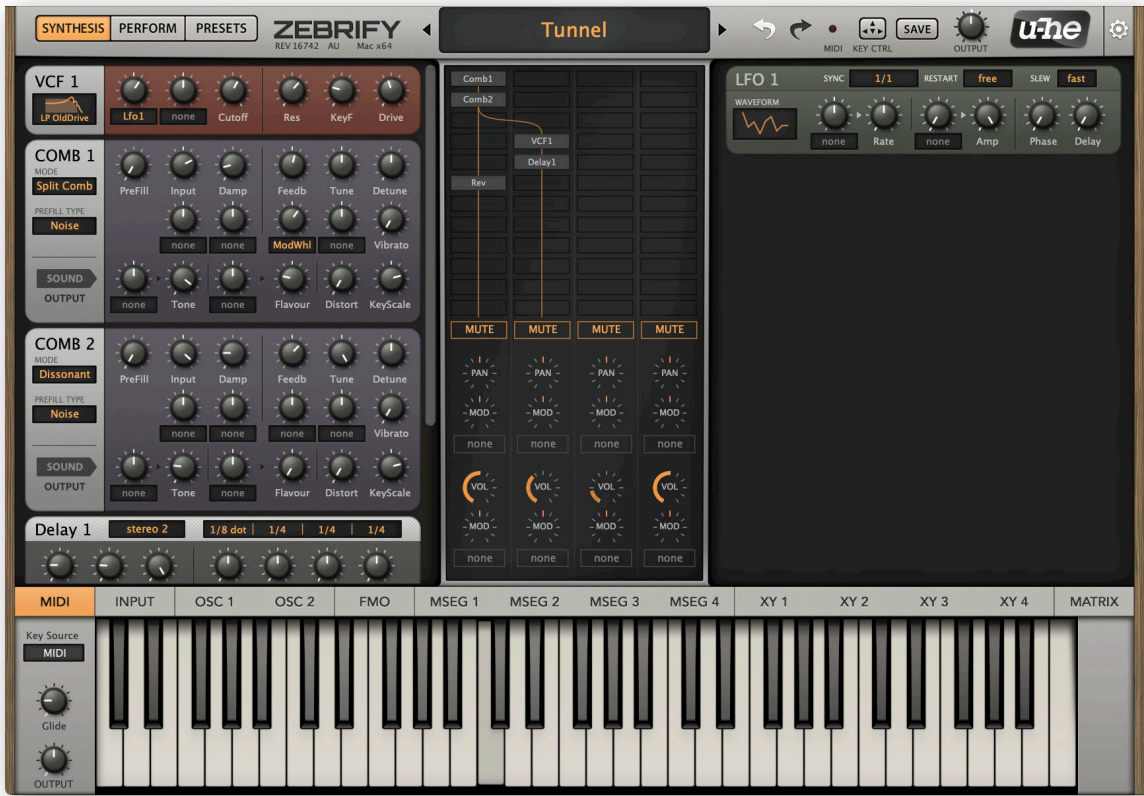 SYNTHESIS PERFORM PRESETS ZEBRIFY Tunnel MIDI KEY CTRL SAVE OUTPUT u-he
REV 16742 AU Mac x64
VCF 1
LP OldDrive
Lfo1 none Cutoff Res KeyF Drive
COMB 1
MODE
Split Comb
PreFill Input Damp Feedb Tune Detune
PREFILL TYPE
Noise
none none ModWhl none Vibrato
SOUND
OUTPUT
none Tone none Flavour Distort KeyScale
COMB 2
MODE
Dissonant
PreFill Input Damp Feedb Tune Detune
PREFILL TYPE
Noise
none none none none Vibrato
SOUND
OUTPUT
none Tone none Flavour Distort KeyScale
Delay 1 stereo 2 1/8 dot 1/4 1/4 1/4
Comb1
Comb2
VCF1
Delay1
Rev
MUTE MUTE MUTE MUTE
PAN PAN PAN PAN
MOD MOD MOD MOD
none none none none
VOL VOL VOL VOL
MOD MOD MOD MOD
none none none none
LFO 1 SYNC 1/1 RESTART free SLEW fast
WAVEFORM
none Rate none Amp Phase Delay
MIDI INPUT OSC 1 OSC 2 FMO MSEG 1 MSEG 2 MSEG 3 MSEG 4 XY 1 XY 2 XY 3 XY 4 MATRIX
Key Source
MIDI
Glide
OUTPUT